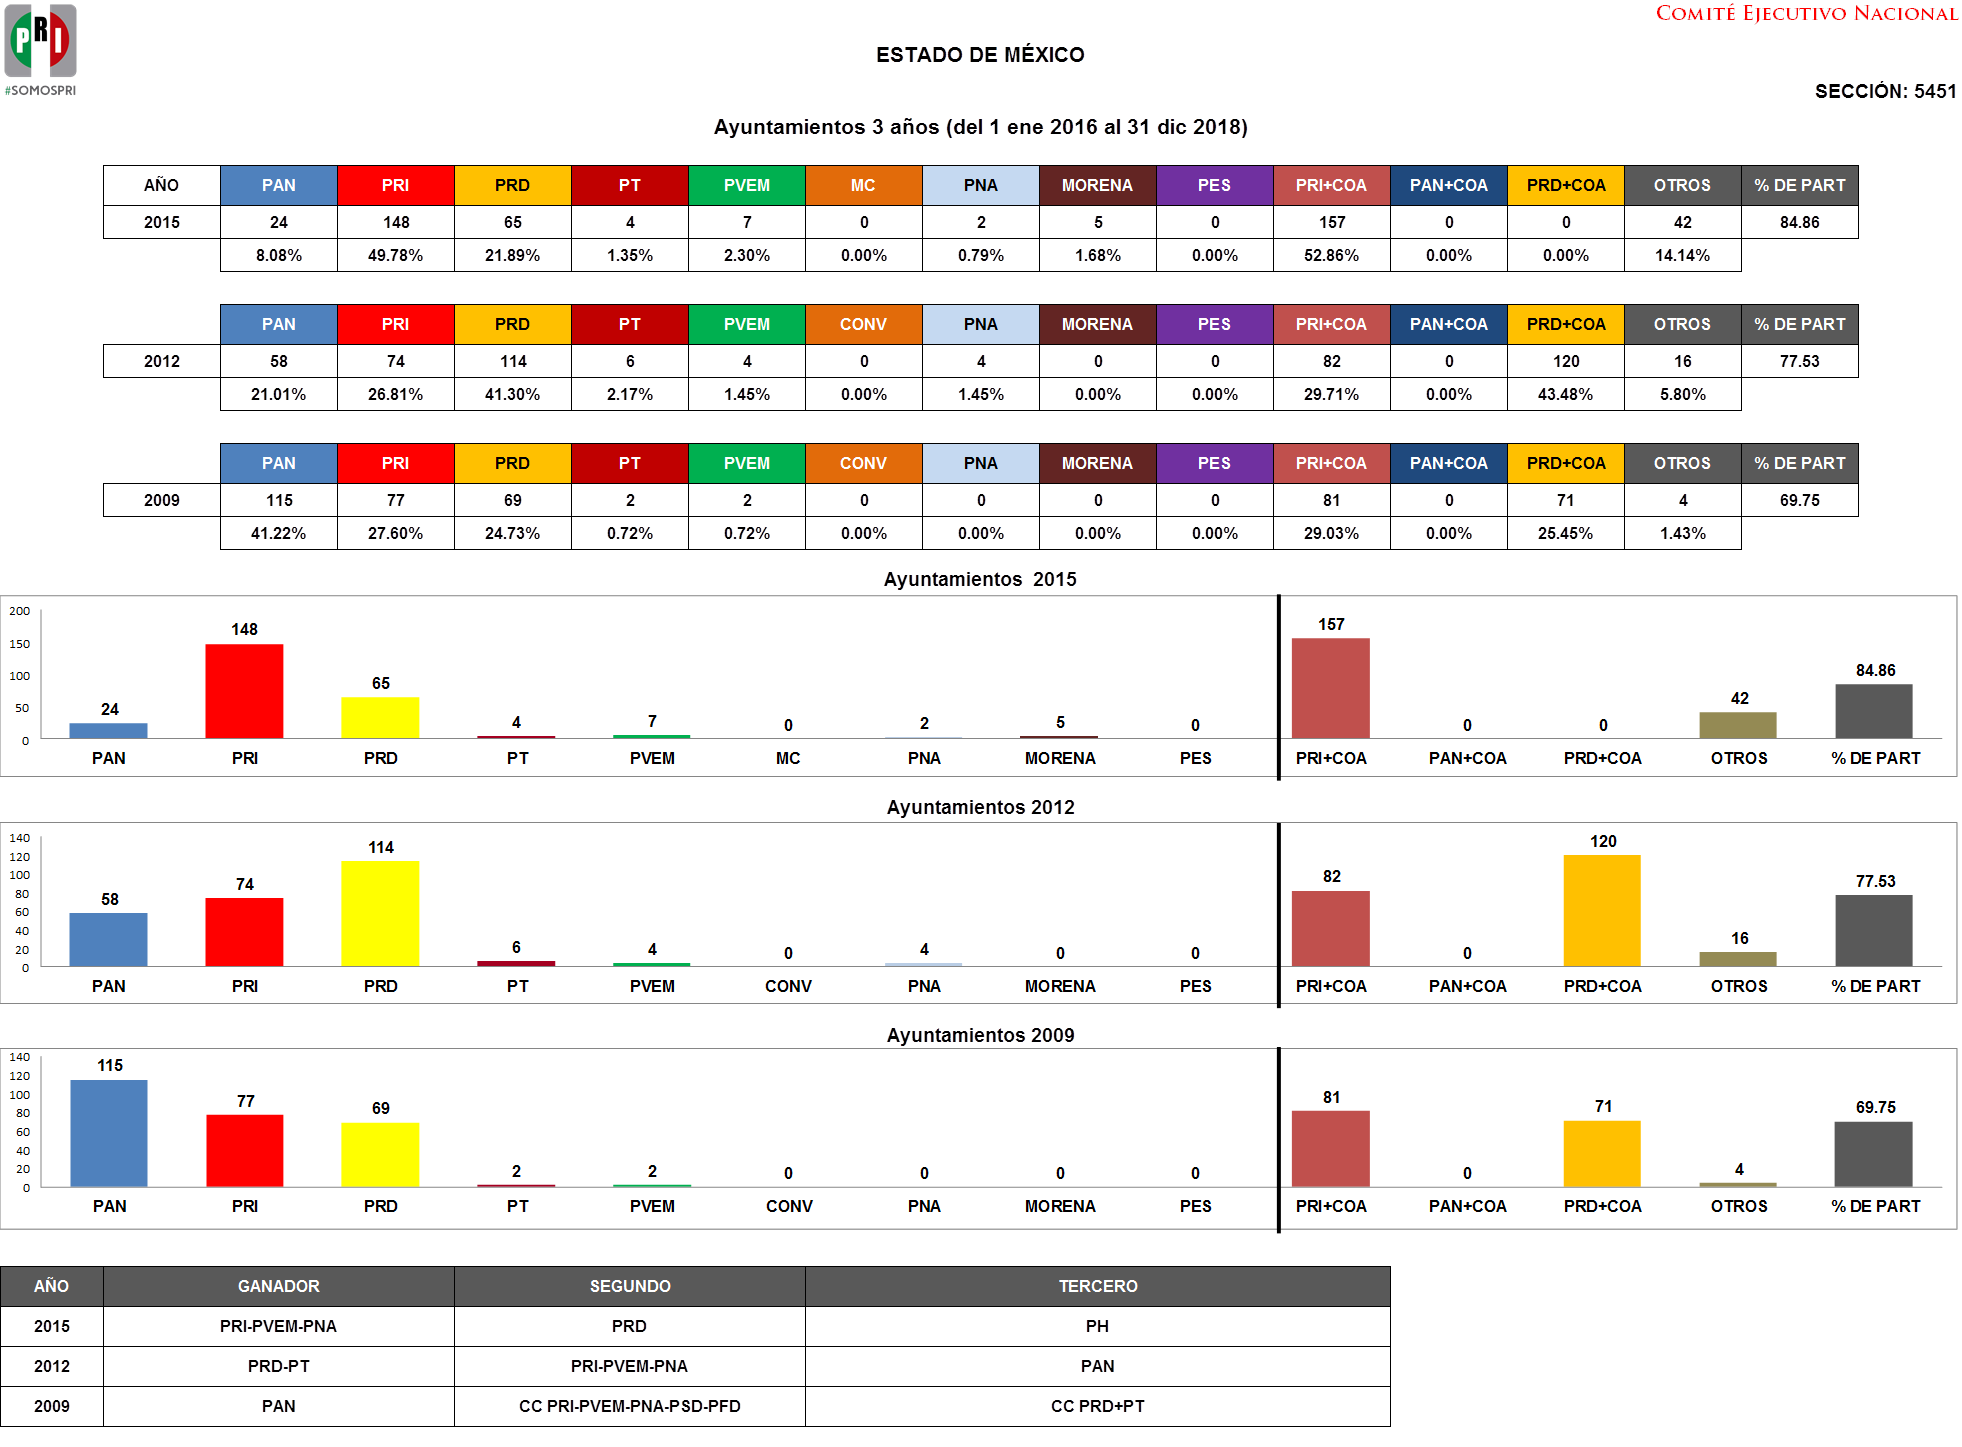 PRI
#SOMOSPRI
COMITÉ EJECUTIVO NACIONAL
ESTADO DE MÉXICO
SECCIÓN: 5451
Ayuntamientos 3 años (del 1 ene 2016 al 31 dic 2018)
AÑO PAN PRI PRD PT PVEM MC PNA MORENA PES PRI+COA PAN+COA PRD+COA OTROS % DE PART
2015 24 148 65 4 7 0 2 5 0 157 0 0 42 84.86
8.08% 49.78% 21.89% 1.35% 2.30% 0.00% 0.79% 1.68% 0.00% 52.86% 0.00% 0.00% 14.14%
PAN PRI PRD PT PVEM CONV PNA MORENA PES PRI+COA PAN+COA PRD+COA OTROS % DE PART
2012 58 74 114 6 4 0 4 0 0 82 0 120 16 77.53
21.01% 26.81% 41.30% 2.17% 1.45% 0.00% 1.45% 0.00% 0.00% 29.71% 0.00% 43.48% 5.80%
PAN PRI PRD PT PVEM CONV PNA MORENA PES PRI+COA PAN+COA PRD+COA OTROS % DE PART
2009 115 77 69 2 2 0 0 0 0 81 0 71 4 69.75
41.22% 27.60% 24.73% 0.72% 0.72% 0.00% 0.00% 0.00% 0.00% 29.03% 0.00% 25.45% 1.43%
Ayuntamientos 2015
200
150
100
50
0
24 148 65 4 7 0 2 5 0 157 0 0 42 84.86
PAN PRI PRD PT PVEM MC PNA MORENA PES PRI+COA PAN+COA PRD+COA OTROS % DE PART
Ayuntamientos 2012
140
120
100
80
60
40
20
0
58 74 114 6 4 0 4 0 0 82 0 120 16 77.53
PAN PRI PRD PT PVEM CONV PNA MORENA PES PRI+COA PAN+COA PRD+COA OTROS % DE PART
Ayuntamientos 2009
140
120
100
80
60
40
20
0
115 77 69 2 2 0 0 0 0 81 0 71 4 69.75
PAN PRI PRD PT PVEM CONV PNA MORENA PES PRI+COA PAN+COA PRD+COA OTROS % DE PART
AÑO GANADOR SEGUNDO TERCERO
2015 PRI-PVEM-PNA PRD PH
2012 PRD-PT PRI-PVEM-PNA PAN
2009 PAN CC PRI-PVEM-PNA-PSD-PFD CC PRD+PT